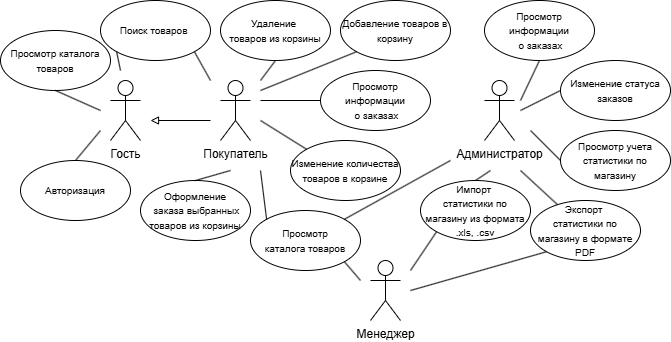 Просмотр каталога
товаров
Поиск товаров
Удаление
товаров из корзины
Добавление товаров в
корзину
Просмотр
информации
о заказах
Просмотр
информации
о заказах
Изменение статуса
заказов
Гость
Покупатель
Администратор
Авторизация
Изменение количества
товаров в корзине
Просмотр учета
статистики по
магазину
Оформление
заказа выбранных
товаров из корзины
Просмотр
каталога товаров
Импорт
статистики по
магазину из формата
.xls, .csv
Экспорт
статистики по
магазину в формате
PDF
Менеджер